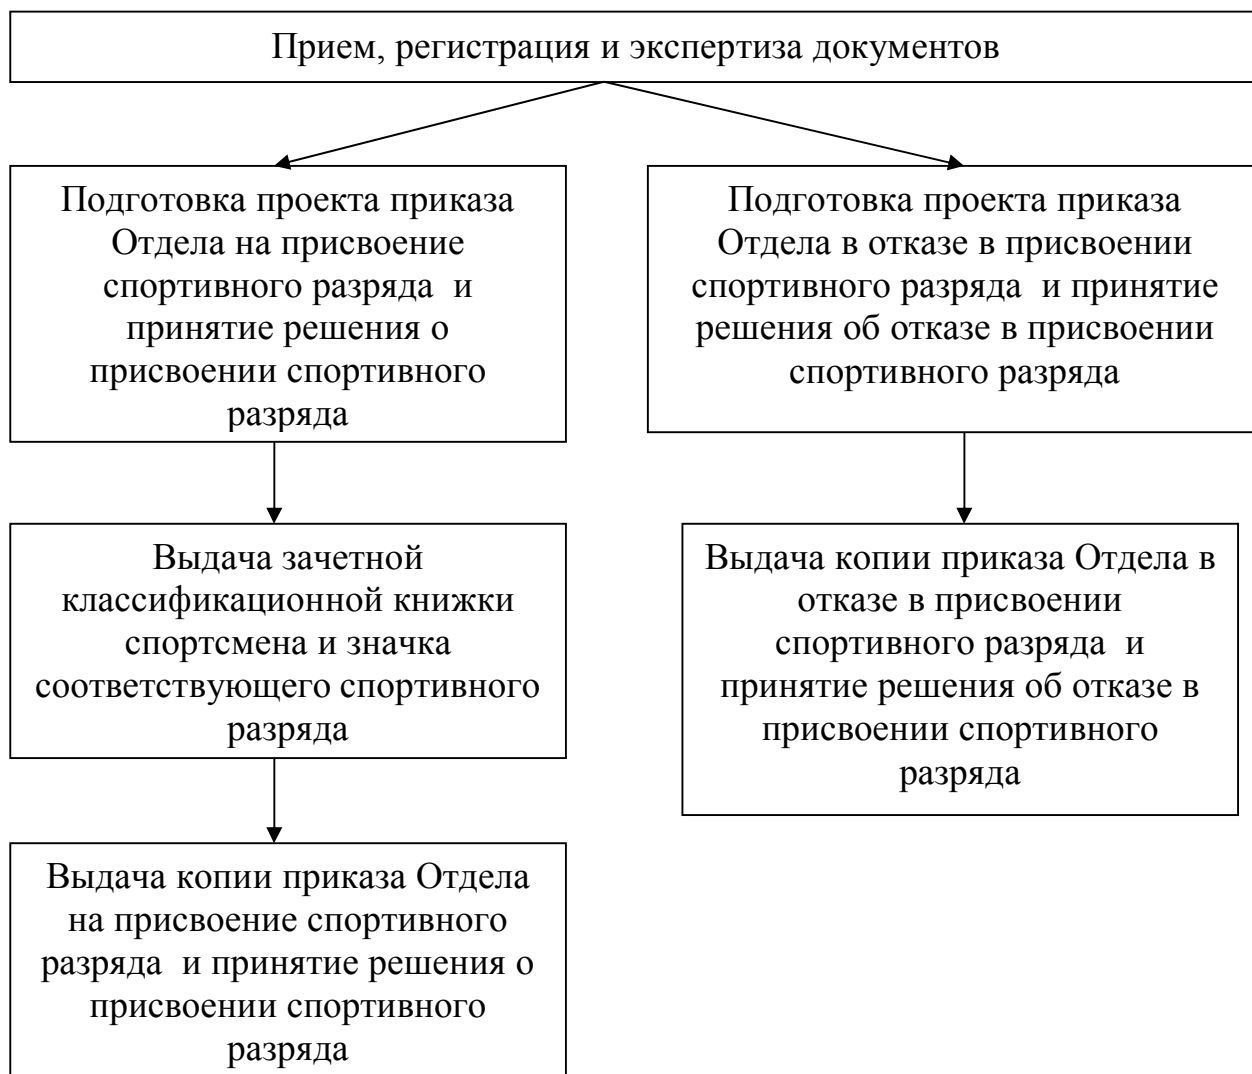 Прием, регистрация и экспертиза документов
Подготовка проекта приказа
Отдела на присвоение
спортивного разряда  и
принятие решения о
присвоении спортивного
разряда
Подготовка проекта приказа
Отдела в отказе в присвоении
спортивного разряда  и принятие
решения об отказе в присвоении
спортивного разряда
Выдача зачетной
классификационной книжки
спортсмена и значка
соответствующего спортивного
разряда
Выдача копии приказа Отдела в
отказе в присвоении
спортивного разряда  и
принятие решения об отказе в
присвоении спортивного
разряда
Выдача копии приказа Отдела
на присвоение спортивного
разряда  и принятие решения о
присвоении спортивного
разряда